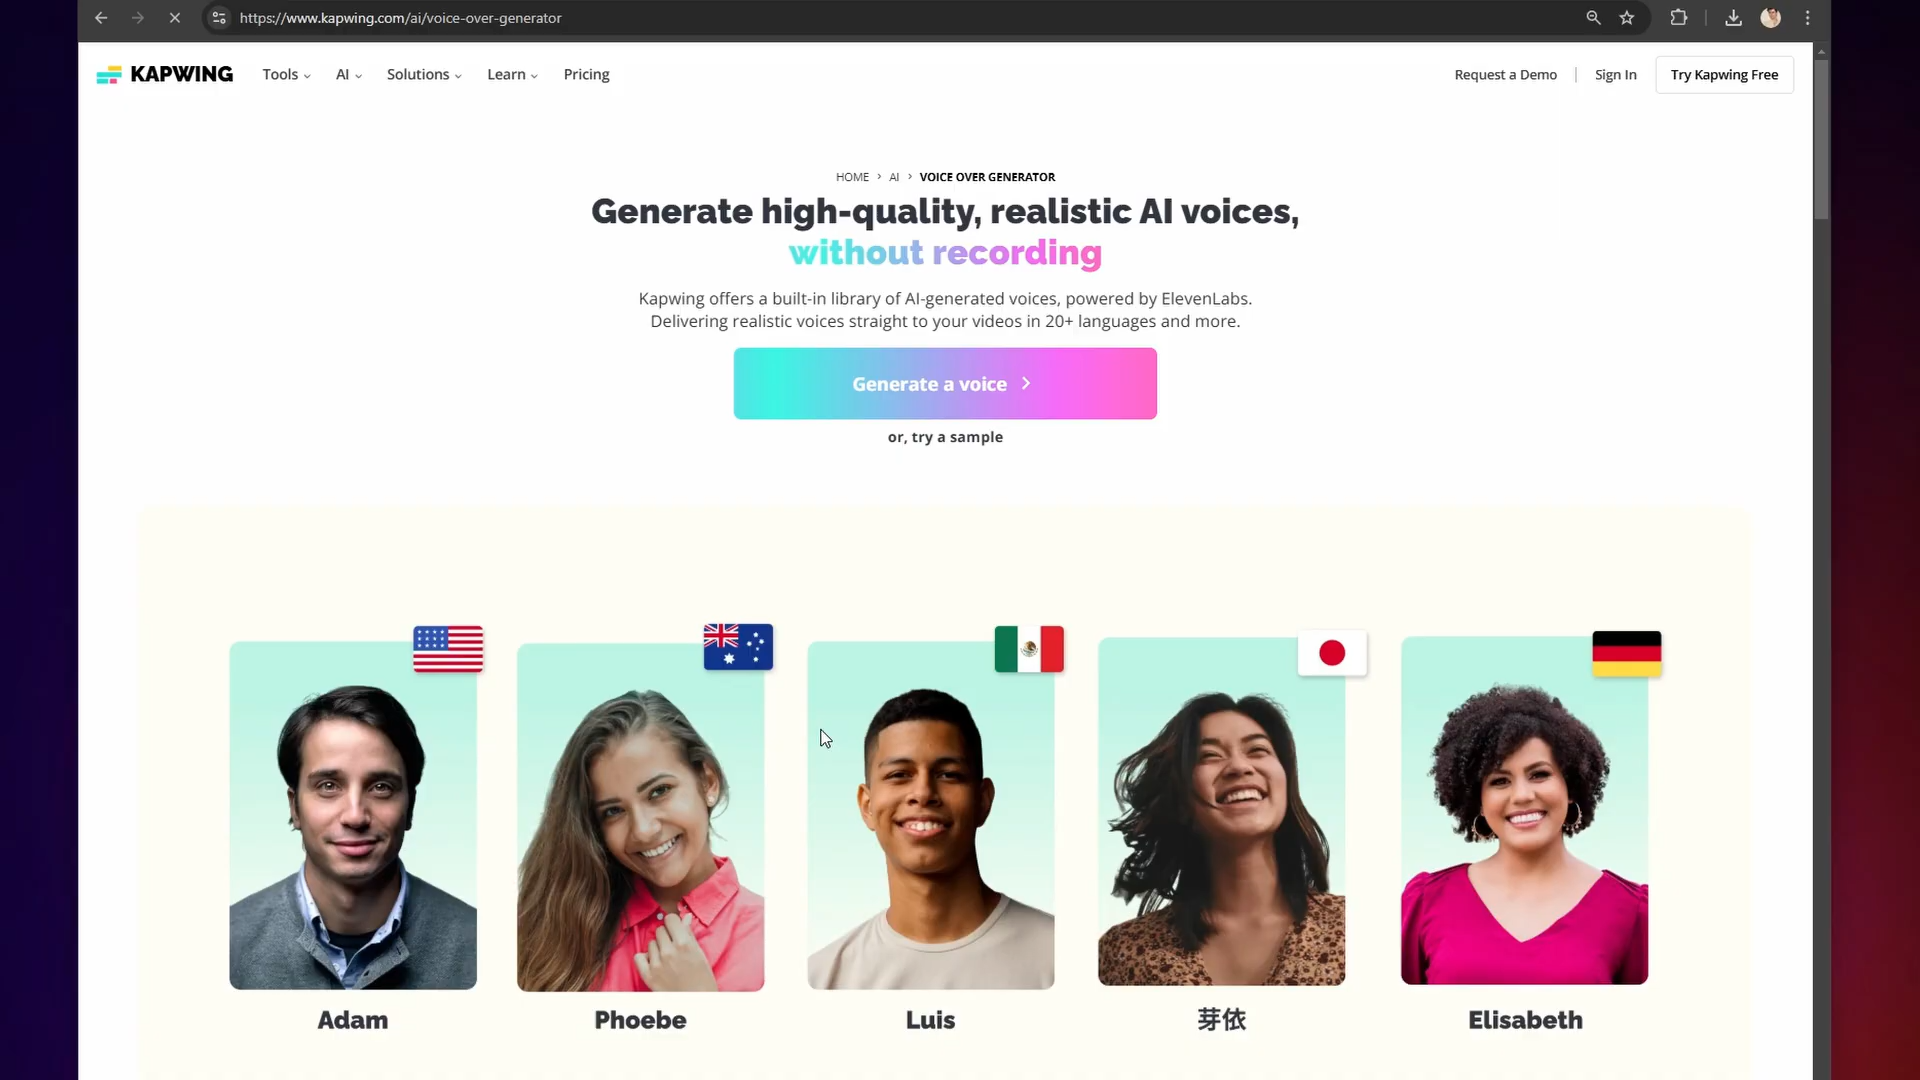 https://www.kapwing.com/ai/voice-over-generator
KAPWING Tools AI Solutions Learn Pricing Request a Demo | Sign In Try Kapwing Free
HOME > AI > VOICE OVER GENERATOR
Generate high-quality, realistic AI voices,
without recording
Kapwing offers a built-in library of AI-generated voices, powered by ElevenLabs.
Delivering realistic voices straight to your videos in 20+ languages and more.
Generate a voice >
or, try a sample
Adam Phoebe Luis 芽依 Elisabeth